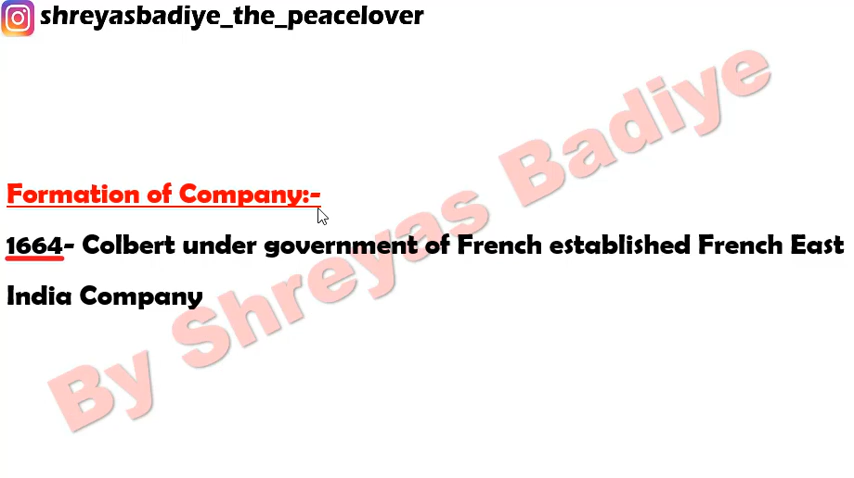 shreyasbadiye_the_peacelover
Formation of Company:-
1664- Colbert under government of French established French East
India Company
By Shreyas Badiye